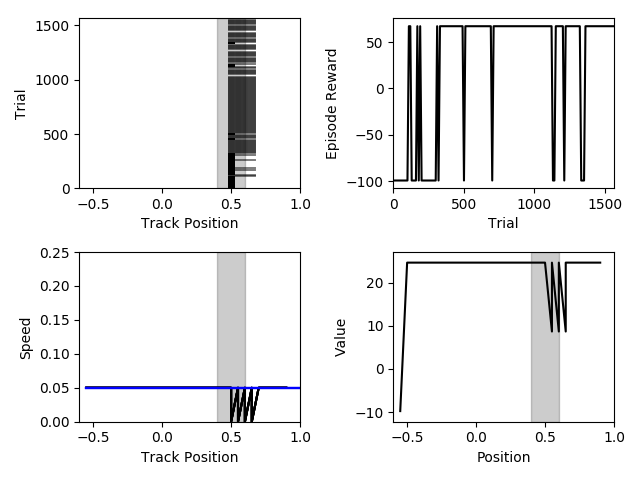 1500
1000
500
0
Trial
−0.5 0.0 0.5 1.0
Track Position
50
0
−50
−100
Episode Reward
0 500 1000 1500
Trial
0.25
0.20
0.15
0.10
0.05
0.00
Speed
−0.5 0.0 0.5 1.0
Track Position
20
10
0
−10
Value
−0.5 0.0 0.5 1.0
Position